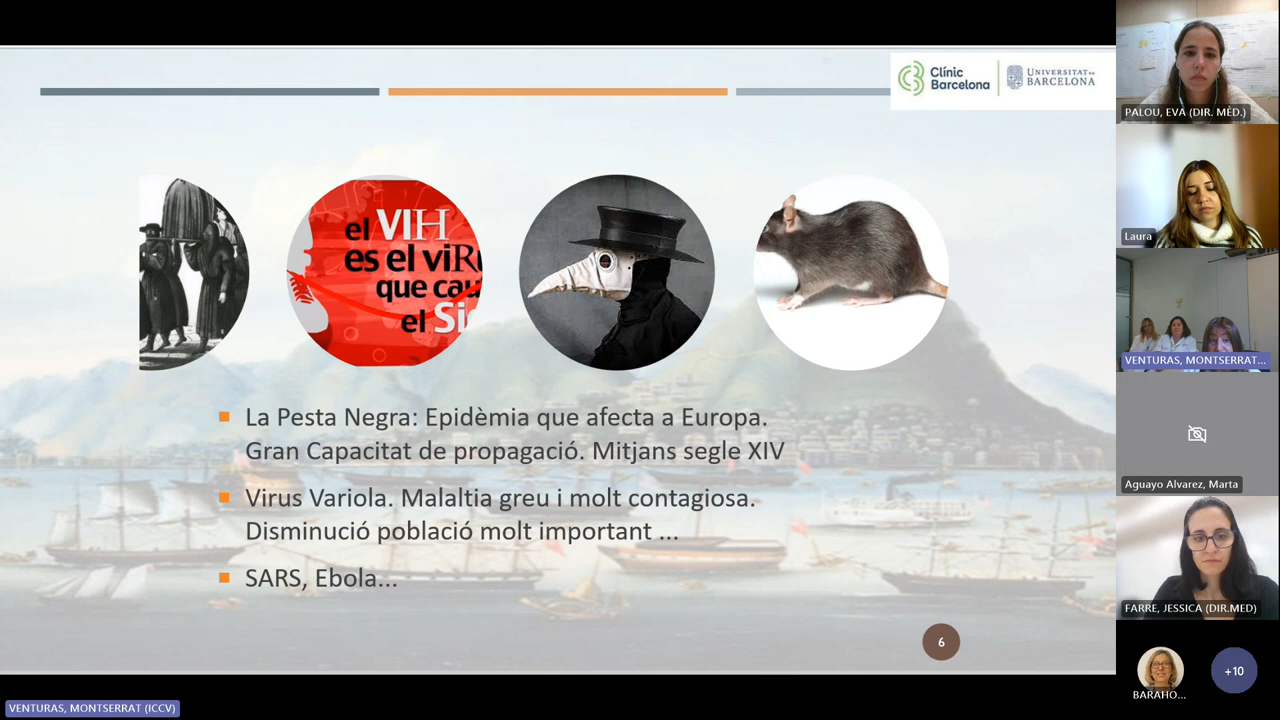 Clínic
Barcelona
UNIVERSITAT DE
BARCELONA
el VIH
es el viR
que cau
el Si
La Pesta Negra: Epidèmia que afecta a Europa.
Gran Capacitat de propagació. Mitjans segle XIV
Virus Variola. Malaltia greu i molt contagiosa.
Disminució població molt important ...
SARS, Ebola...
6
VENTURAS, MONTSERRAT (ICCV)
PALOU, EVA (DIR. MÈD.)
Laura
VENTURAS, MONTSERRAT...
Aguayo Alvarez, Marta
FARRE, JESSICA (DIR.MED)
BARAHO...
+10